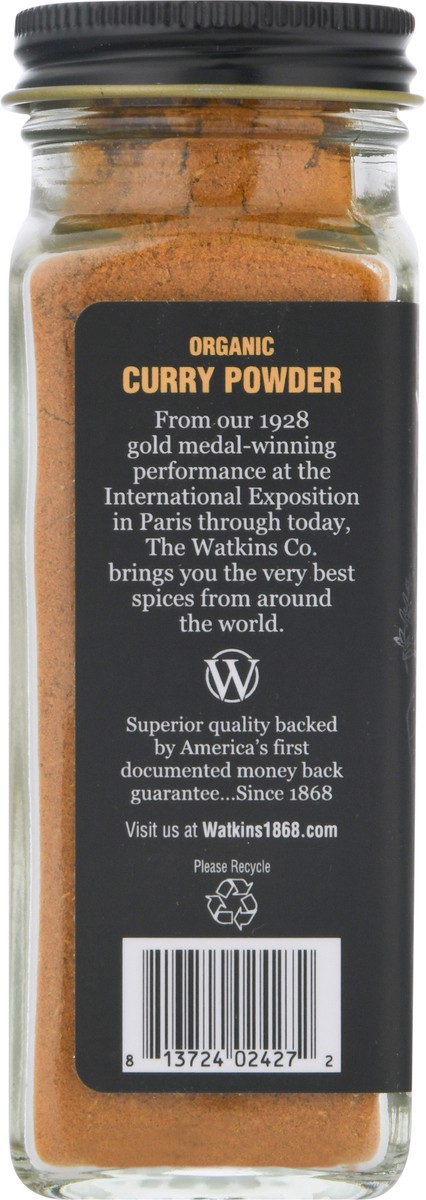 ORGANIC
CURRY POWDER
From our 1928
gold medal-winning
performance at the
International Exposition
in Paris through today,
The Watkins Co.
brings you the very best
spices from around
the world.
W
Superior quality backed
by America's first
documented money back
guarantee...Since 1868
Visit us at Watkins1868.com
Please Recycle
8 13724 02427 2